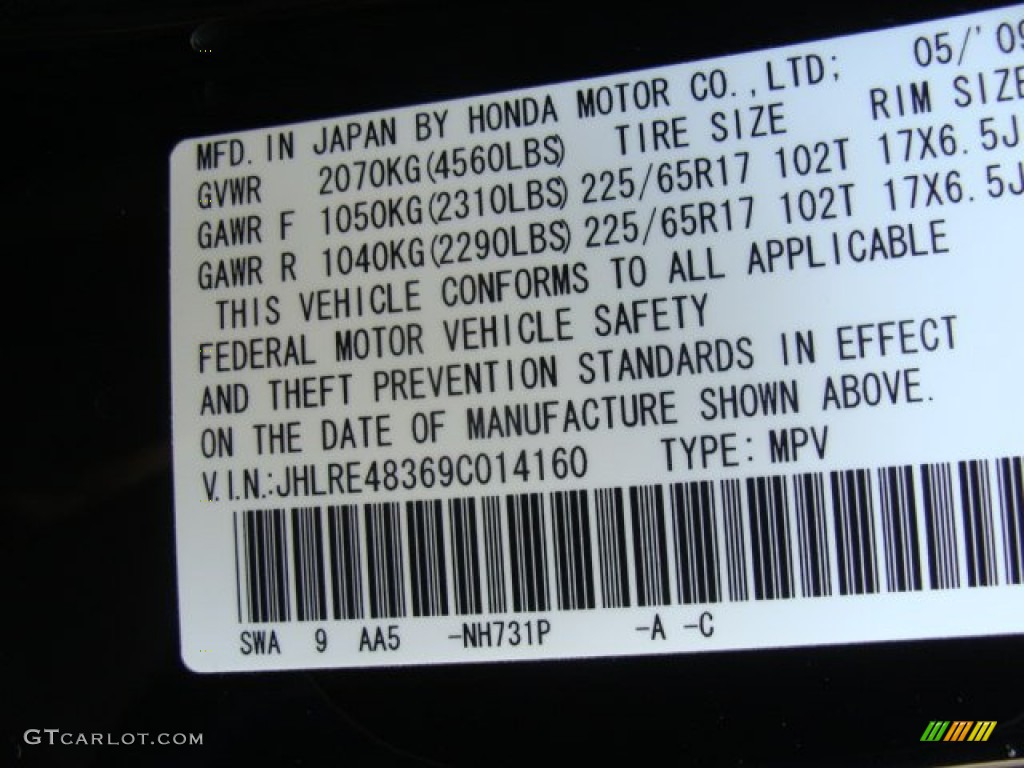 MFD. IN JAPAN BY HONDA MOTOR CO.,LTD; 05/'09
GVWR 2070KG(4560LBS) TIRE SIZE RIM SIZE
GAWR F 1050KG(2310LBS) 225/65R17 102T 17X6.5J
GAWR R 1040KG(2290LBS) 225/65R17 102T 17X6.5J
THIS VEHICLE CONFORMS TO ALL APPLICABLE
FEDERAL MOTOR VEHICLE SAFETY
AND THEFT PREVENTION STANDARDS IN EFFECT
ON THE DATE OF MANUFACTURE SHOWN ABOVE.
V.I.N.:JHLRE48369C014160 TYPE: MPV
SWA 9 AA5 -NH731P -A -C
GTCARLOT.COM